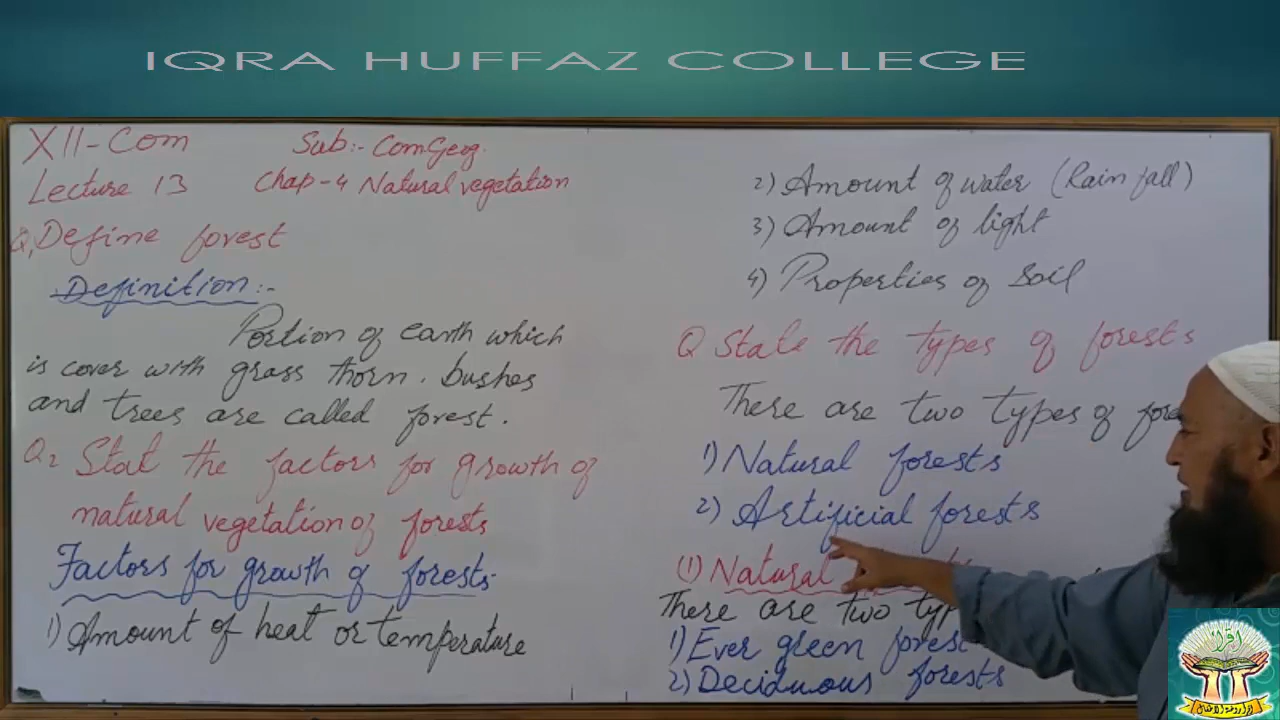 IQRA HUFFAZ COLLEGE
XII-Com Sub:- Com Geog.
Lecture 13 Chap-4 Natural vegetation
Q1 Define forest
Definition:-
Portion of earth which
is cover with grass thorn. bushes
and trees are called forest.
Q2 Stat the factors for growth of
natural vegetation of forests
Factors for growth of forests
1) Amount of heat or temperature
2) Amount of water (Rain fall)
3) Amount of light
4) Properties of Soil
Q State the types of forests
There are two types of
1) Natural forests
2) Artificial forests
(1) Natural
There are two
1) Ever green
2) Deciduous forests
اقرأ